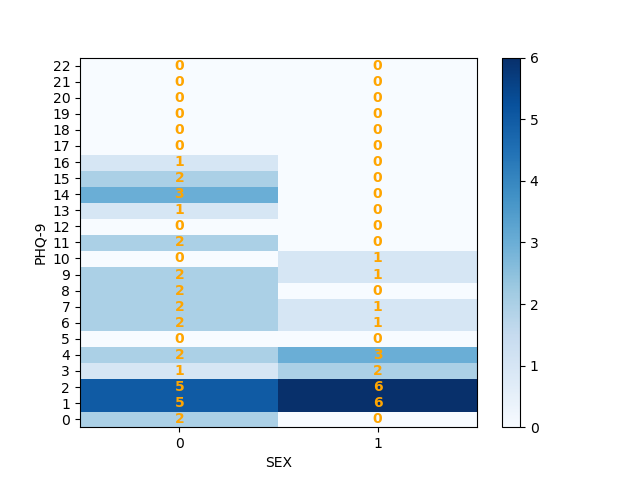 22 0 0 6
21 0 0
20 0 0
19 0 0 5
18 0 0
17 0 0
16 1 0 4
15 2 0
14 3 0
13 1 0
12 0 0 3
11 2 0
PHQ-9
10 0 1
9 2 1
8 2 0 2
7 2 1
6 2 1
5 0 0 1
4 2 3
3 1 2
2 5 6
1 5 6
0 2 0 0
0 1
SEX